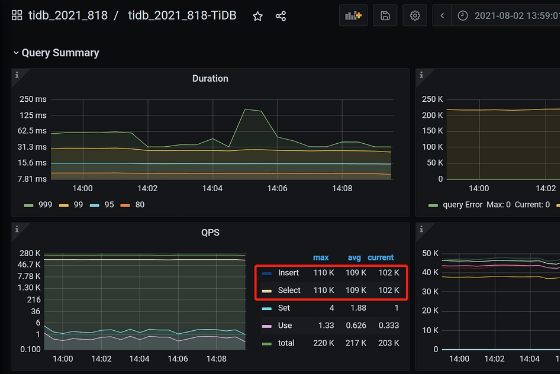 tidb_2021_818 / tidb_2021_818-TiDB
2021-08-02 13:59:0
Query Summary
Duration
250 ms
125 ms
62.5 ms
31.3 ms
15.6 ms
7.81 ms
14:00 14:02 14:04 14:06 14:08
999 99 95 80
250 K
200 K
150 K
100 K
50 K
0
14:00 14:02
query Error Max: 0 Current: 0
QPS
280 K
46.7 K
7.78 K
1.30 K
216
36
6
1
0.100
14:00 14:02 14:04 14:06 14:08
max avg current
Insert 110 K 109 K 102 K
Select 110 K 109 K 102 K
Set 4 1.88 1
Use 1.33 0.626 0.333
total 220 K 217 K 203 K
50 K
40 K
30 K
20 K
10 K
0
14:00 14:02 14:04